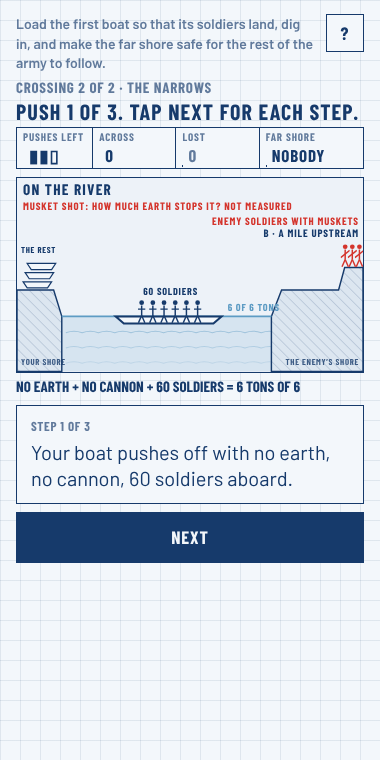 Load the first boat so that its soldiers land, dig
in, and make the far shore safe for the rest of the
army to follow.
?
CROSSING 2 OF 2 · THE NARROWS
PUSH 1 OF 3. TAP NEXT FOR EACH STEP.
PUSHES LEFT
ACROSS
0
LOST
0
FAR SHORE
NOBODY
ON THE RIVER
MUSKET SHOT: HOW MUCH EARTH STOPS IT? NOT MEASURED
ENEMY SOLDIERS WITH MUSKETS
B · A MILE UPSTREAM
THE REST
60 SOLDIERS
6 OF 6 TONS
YOUR SHORE
THE ENEMY'S SHORE
NO EARTH + NO CANNON + 60 SOLDIERS = 6 TONS OF 6
STEP 1 OF 3
Your boat pushes off with no earth,
no cannon, 60 soldiers aboard.
NEXT